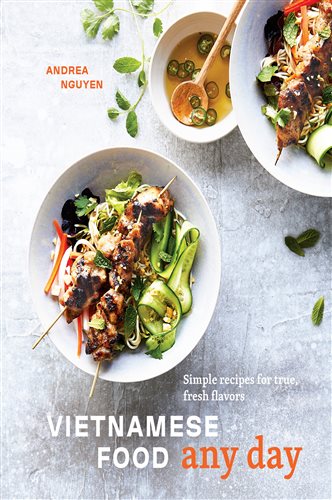 ANDREA
NGUYEN
Simple recipes for true,
fresh flavors
VIETNAMESE
FOOD any day